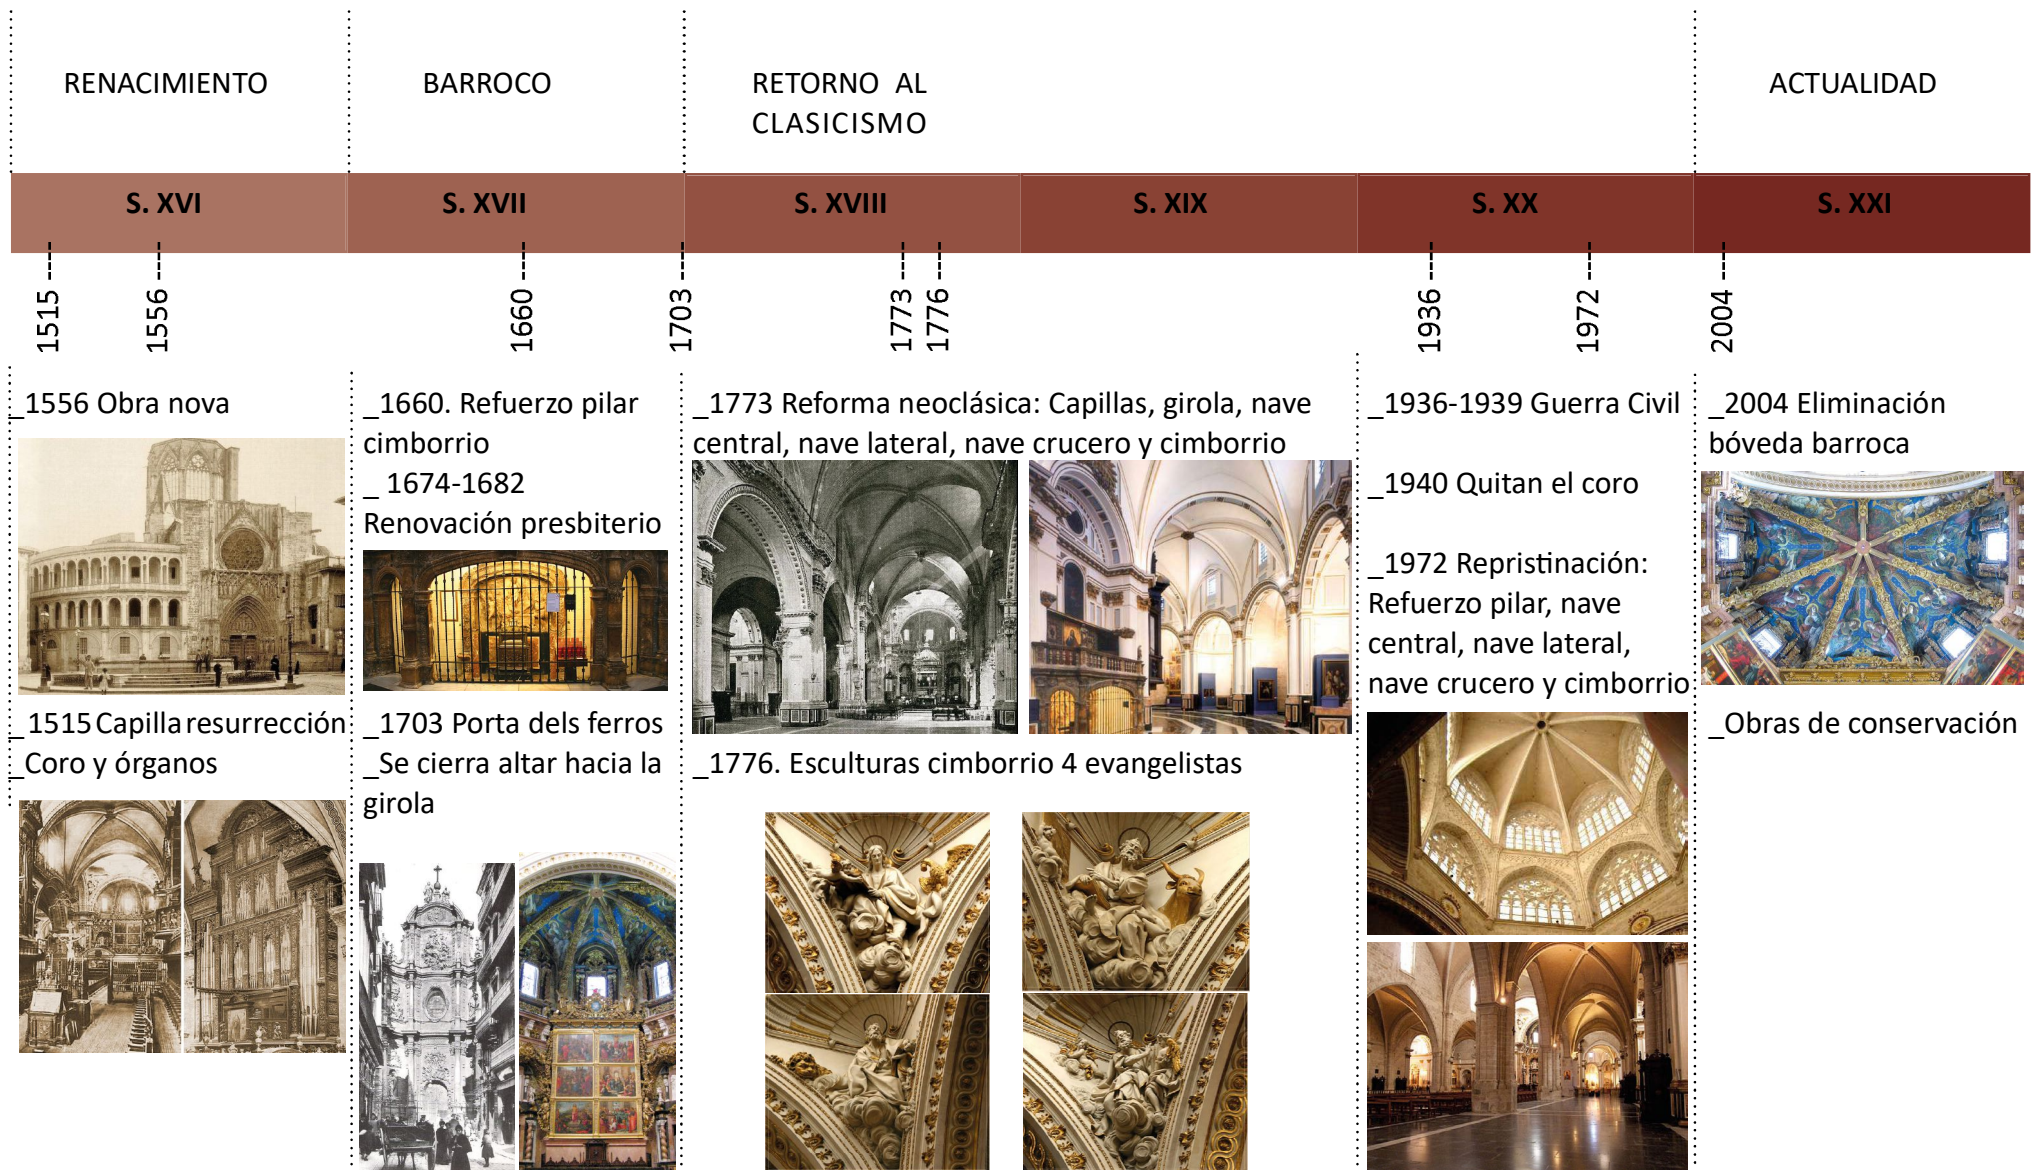 RENACIMIENTO
BARROCO
RETORNO AL
CLASICISMO
ACTUALIDAD
S. XVI
S. XVII
S. XVIII
S. XIX
S. XX
S. XXI
1515
1556
1660
1703
1773
1776
1936
1972
2004
_1556 Obra nova
_1515 Capilla resurrección
_Coro y órganos
_1660. Refuerzo pilar
cimborrio
_ 1674-1682
Renovación presbiterio
_1703 Porta dels ferros
_Se cierra altar hacia la
girola
_1773 Reforma neoclásica: Capillas, girola, nave
central, nave lateral, nave crucero y cimborrio
_1776. Esculturas cimborrio 4 evangelistas
_1936-1939 Guerra Civil
_1940 Quitan el coro
_1972 Repristinación:
Refuerzo pilar, nave
central, nave lateral,
nave crucero y cimborrio
_2004 Eliminación
bóveda barroca
_Obras de conservación